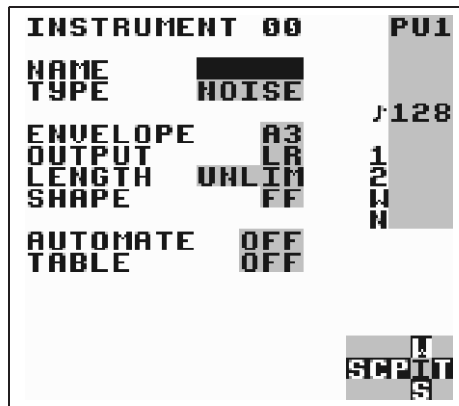 INSTRUMENT 00 PU1
NAME
TYPE NOISE
♪128
ENVELOPE A3
OUTPUT LR 1
LENGTH UNLIM 2
SHAPE FF W
N
AUTOMATE OFF
TABLE OFF
W
SCPIT
S